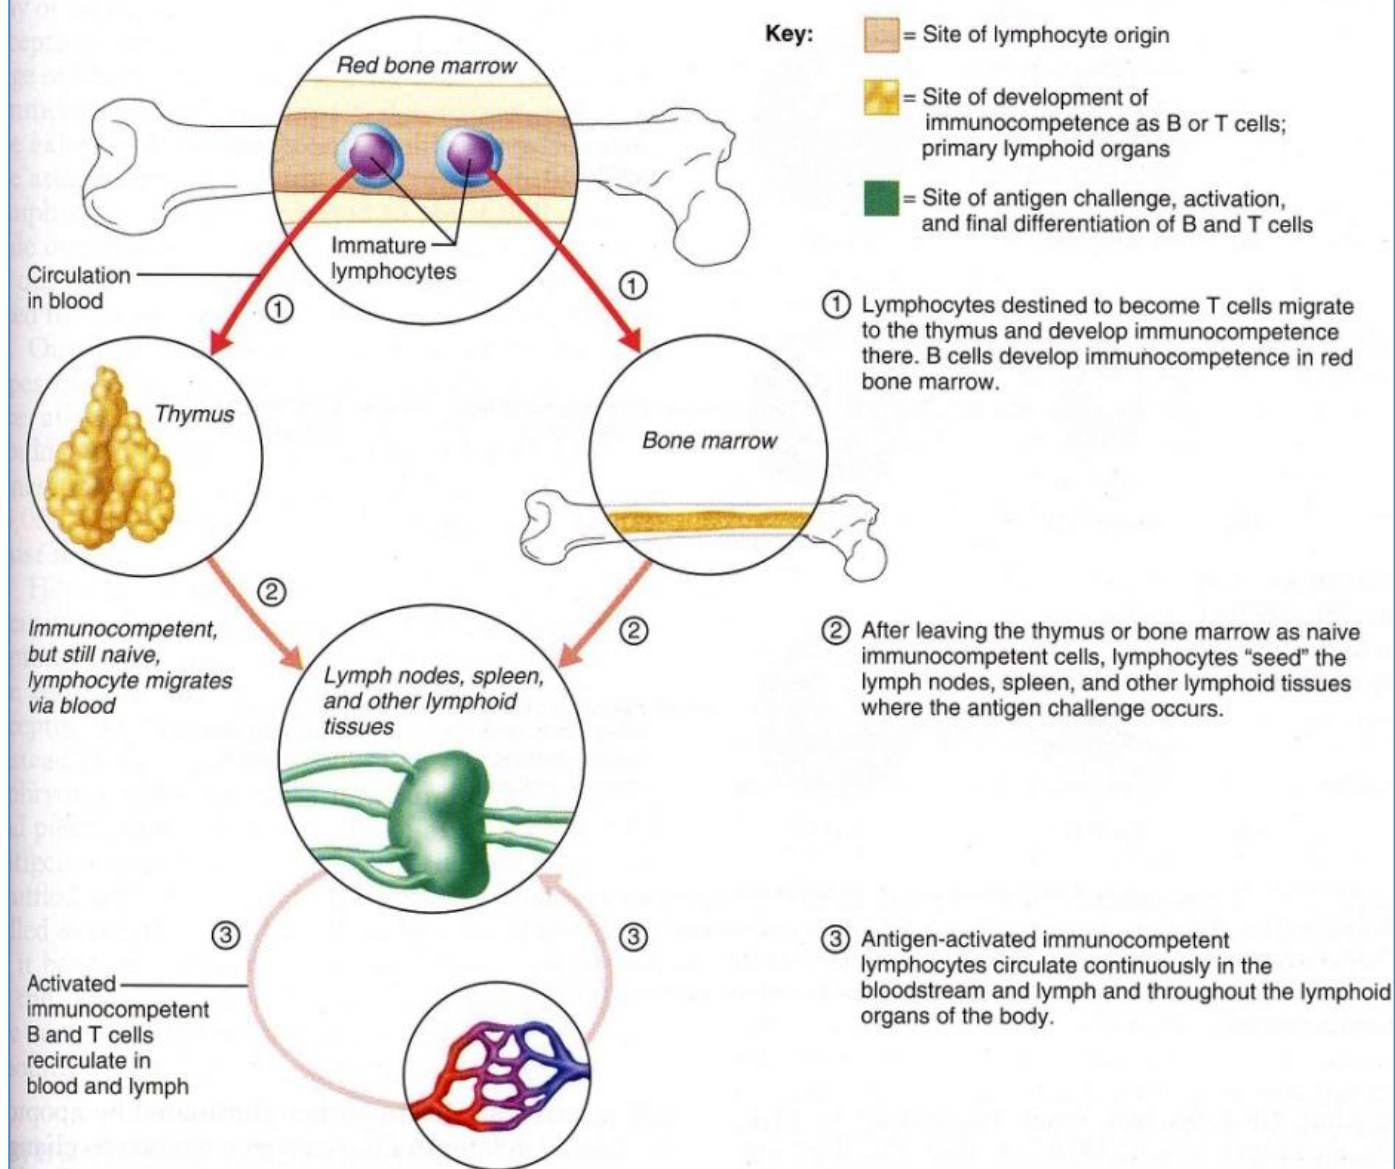 Key:
= Site of lymphocyte origin
= Site of development of
immunocompetence as B or T cells;
primary lymphoid organs
= Site of antigen challenge, activation,
and final differentiation of B and T cells
Red bone marrow
Immature
lymphocytes
Circulation
in blood
①
①
① Lymphocytes destined to become T cells migrate
to the thymus and develop immunocompetence
there. B cells develop immunocompetence in red
bone marrow.
Thymus
Bone marrow
②
②
Immunocompetent,
but still naive,
lymphocyte migrates
via blood
Lymph nodes, spleen,
and other lymphoid
tissues
② After leaving the thymus or bone marrow as naive
immunocompetent cells, lymphocytes “seed” the
lymph nodes, spleen, and other lymphoid tissues
where the antigen challenge occurs.
③
③
Activated
immunocompetent
B and T cells
recirculate in
blood and lymph
③ Antigen-activated immunocompetent
lymphocytes circulate continuously in the
bloodstream and lymph and throughout the lymphoid
organs of the body.